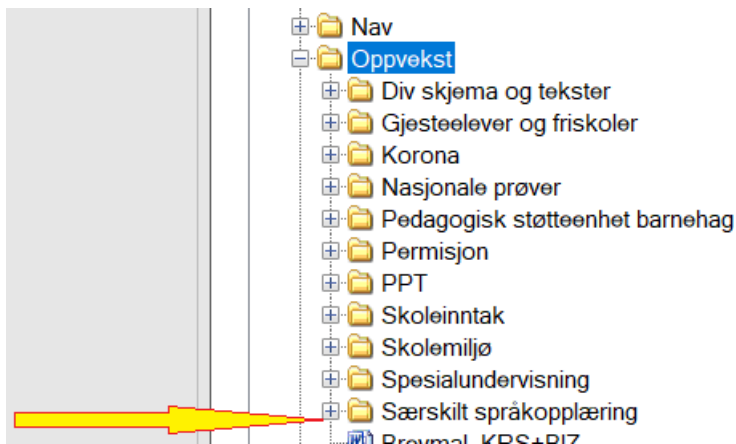 Nav
Oppvekst
Div skjema og tekster
Gjesteelever og friskoler
Korona
Nasjonale prøver
Pedagogisk støtteenhet barnehag
Permisjon
PPT
Skoleinntak
Skolemiljø
Spesialundervisning
Særskilt språkopplæring